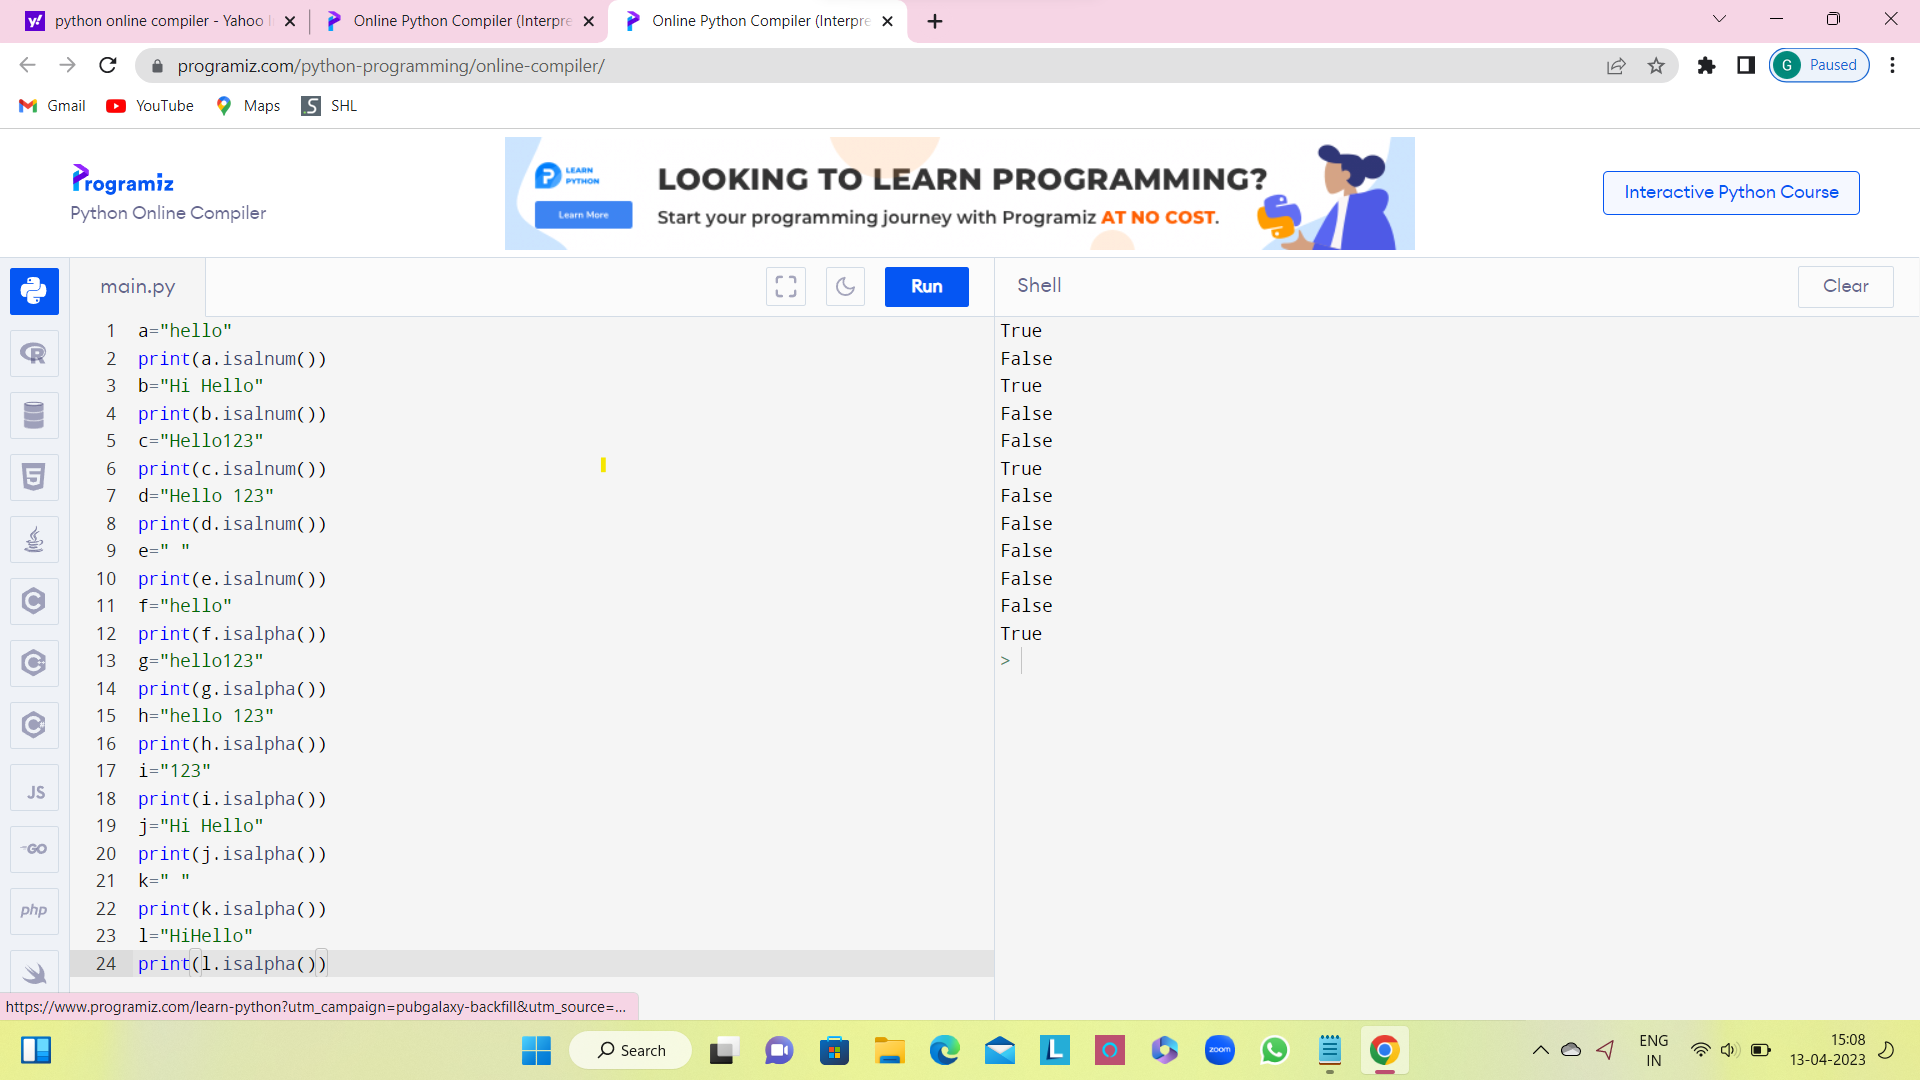 python online compiler - Yahoo
Online Python Compiler (Interpre
Online Python Compiler (Interpre
programiz.com/python-programming/online-compiler/
G Paused
Gmail YouTube Maps SHL
Programiz
Python Online Compiler
LEARN
PYTHON
Learn More
LOOKING TO LEARN PROGRAMMING?
Start your programming journey with Programiz AT NO COST.
Interactive Python Course
main.py
Run
Shell
Clear
1 a="hello"
2 print(a.isalnum())
3 b="Hi Hello"
4 print(b.isalnum())
5 c="Hello123"
6 print(c.isalnum())
7 d="Hello 123"
8 print(d.isalnum())
9 e=" "
10 print(e.isalnum())
11 f="hello"
12 print(f.isalpha())
13 g="hello123"
14 print(g.isalpha())
15 h="hello 123"
16 print(h.isalpha())
17 i="123"
18 print(i.isalpha())
19 j="Hi Hello"
20 print(j.isalpha())
21 k=" "
22 print(k.isalpha())
23 l="HiHello"
24 print(l.isalpha())
True
False
True
False
False
True
False
False
False
False
False
True
>
JS
GO
php
https://www.programiz.com/learn-python?utm_campaign=pubgalaxy-backfill&utm_source=...
Search
zoom
ENG
IN
15:08
13-04-2023